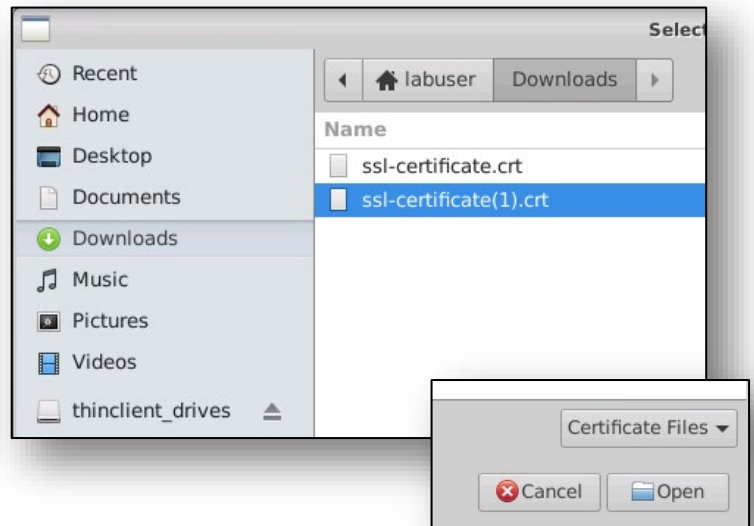 Select
Recent
Home
Desktop
Documents
Downloads
Music
Pictures
Videos
thinclient_drives
labuser Downloads
Name
ssl-certificate.crt
ssl-certificate(1).crt
Certificate Files
Cancel Open